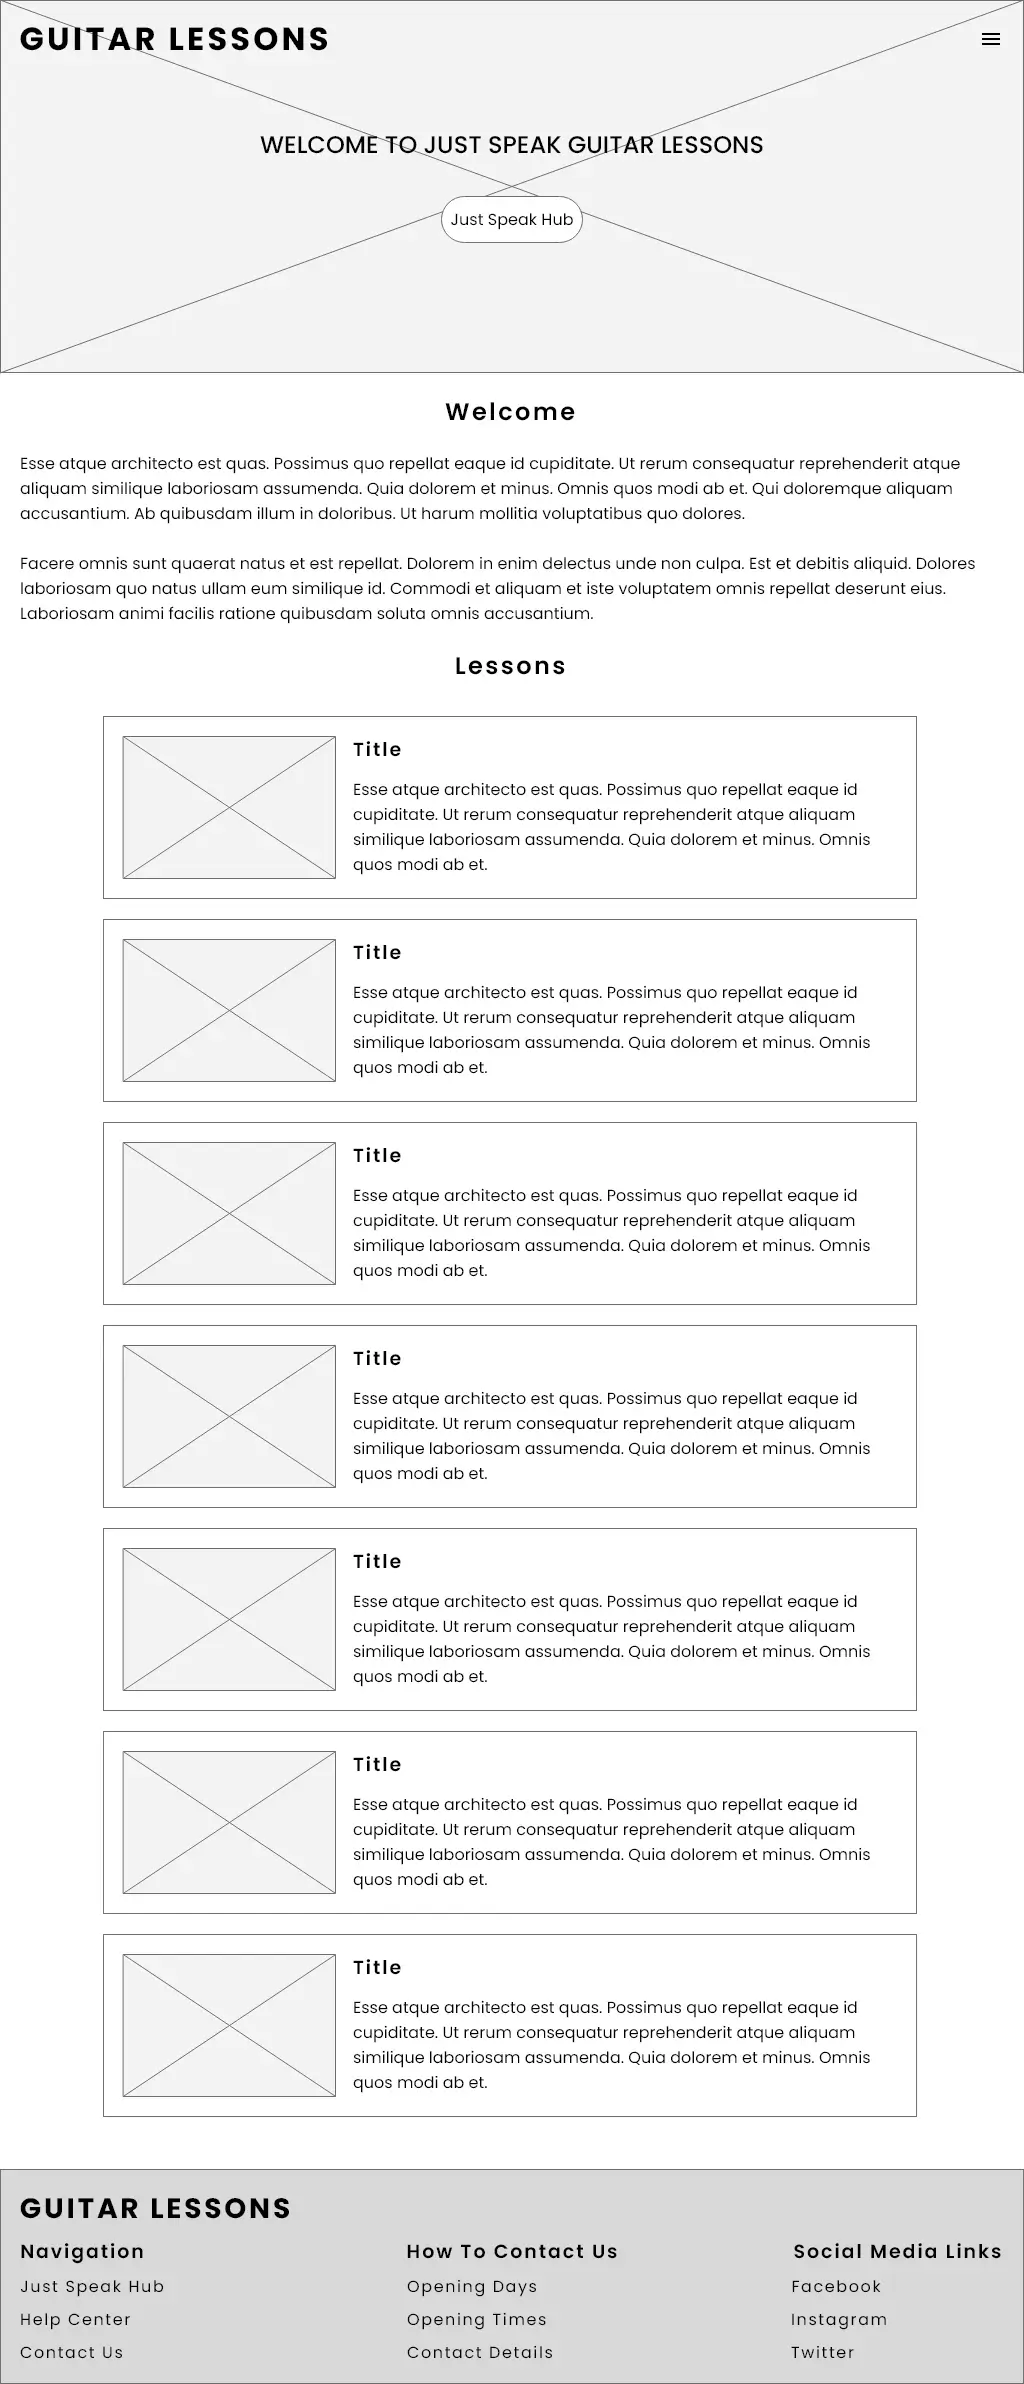 GUITAR LESSONS
WELCOME TO JUST SPEAK GUITAR LESSONS
Just Speak Hub
Welcome
Esse atque architecto est quas. Possimus quo repellat eaque id cupiditate. Ut rerum consequatur reprehenderit atque
aliquam similique laboriosam assumenda. Quia dolorem et minus. Omnis quos modi ab et. Qui doloremque aliquam
accusantium. Ab quibusdam illum in doloribus. Ut harum mollitia voluptatibus quo dolores.
Facere omnis sunt quaerat natus et est repellat. Dolorem in enim delectus unde non culpa. Est et debitis aliquid. Dolores
laboriosam quo natus ullam eum similique id. Commodi et aliquam et iste voluptatem omnis repellat deserunt eius.
Laboriosam animi facilis ratione quibusdam soluta omnis accusantium.
Lessons
Title
Esse atque architecto est quas. Possimus quo repellat eaque id
cupiditate. Ut rerum consequatur reprehenderit atque aliquam
similique laboriosam assumenda. Quia dolorem et minus. Omnis
quos modi ab et.
Title
Esse atque architecto est quas. Possimus quo repellat eaque id
cupiditate. Ut rerum consequatur reprehenderit atque aliquam
similique laboriosam assumenda. Quia dolorem et minus. Omnis
quos modi ab et.
Title
Esse atque architecto est quas. Possimus quo repellat eaque id
cupiditate. Ut rerum consequatur reprehenderit atque aliquam
similique laboriosam assumenda. Quia dolorem et minus. Omnis
quos modi ab et.
Title
Esse atque architecto est quas. Possimus quo repellat eaque id
cupiditate. Ut rerum consequatur reprehenderit atque aliquam
similique laboriosam assumenda. Quia dolorem et minus. Omnis
quos modi ab et.
Title
Esse atque architecto est quas. Possimus quo repellat eaque id
cupiditate. Ut rerum consequatur reprehenderit atque aliquam
similique laboriosam assumenda. Quia dolorem et minus. Omnis
quos modi ab et.
Title
Esse atque architecto est quas. Possimus quo repellat eaque id
cupiditate. Ut rerum consequatur reprehenderit atque aliquam
similique laboriosam assumenda. Quia dolorem et minus. Omnis
quos modi ab et.
Title
Esse atque architecto est quas. Possimus quo repellat eaque id
cupiditate. Ut rerum consequatur reprehenderit atque aliquam
similique laboriosam assumenda. Quia dolorem et minus. Omnis
quos modi ab et.
GUITAR LESSONS
Navigation
Just Speak Hub
Help Center
Contact Us
How To Contact Us
Opening Days
Opening Times
Contact Details
Social Media Links
Facebook
Instagram
Twitter